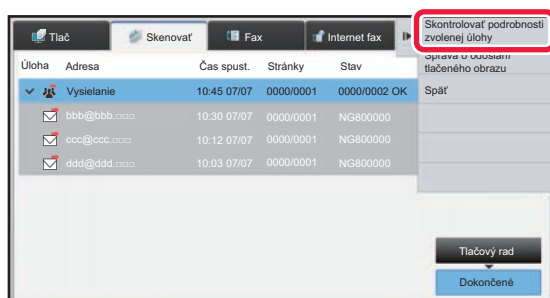 Tlač
Skenovať
Fax
Internet fax
Skontrolovať podrobnosti
zvolenej úlohy
Úloha Adresa Čas spust. Stránky Stav
Správa o odoslaní
tlačeného obrazu
Vysielanie 10:45 07/07 0000/0001 0000/0002 OK
Späť
bbb@bbb.□□□ 10:30 07/07 0000/0001 NG800000
ccc@ccc.□□□ 10:12 07/07 0000/0001 NG800000
ddd@ddd.□□□ 10:03 07/07 0000/0001 NG800000
Tlačový rad
Dokončené